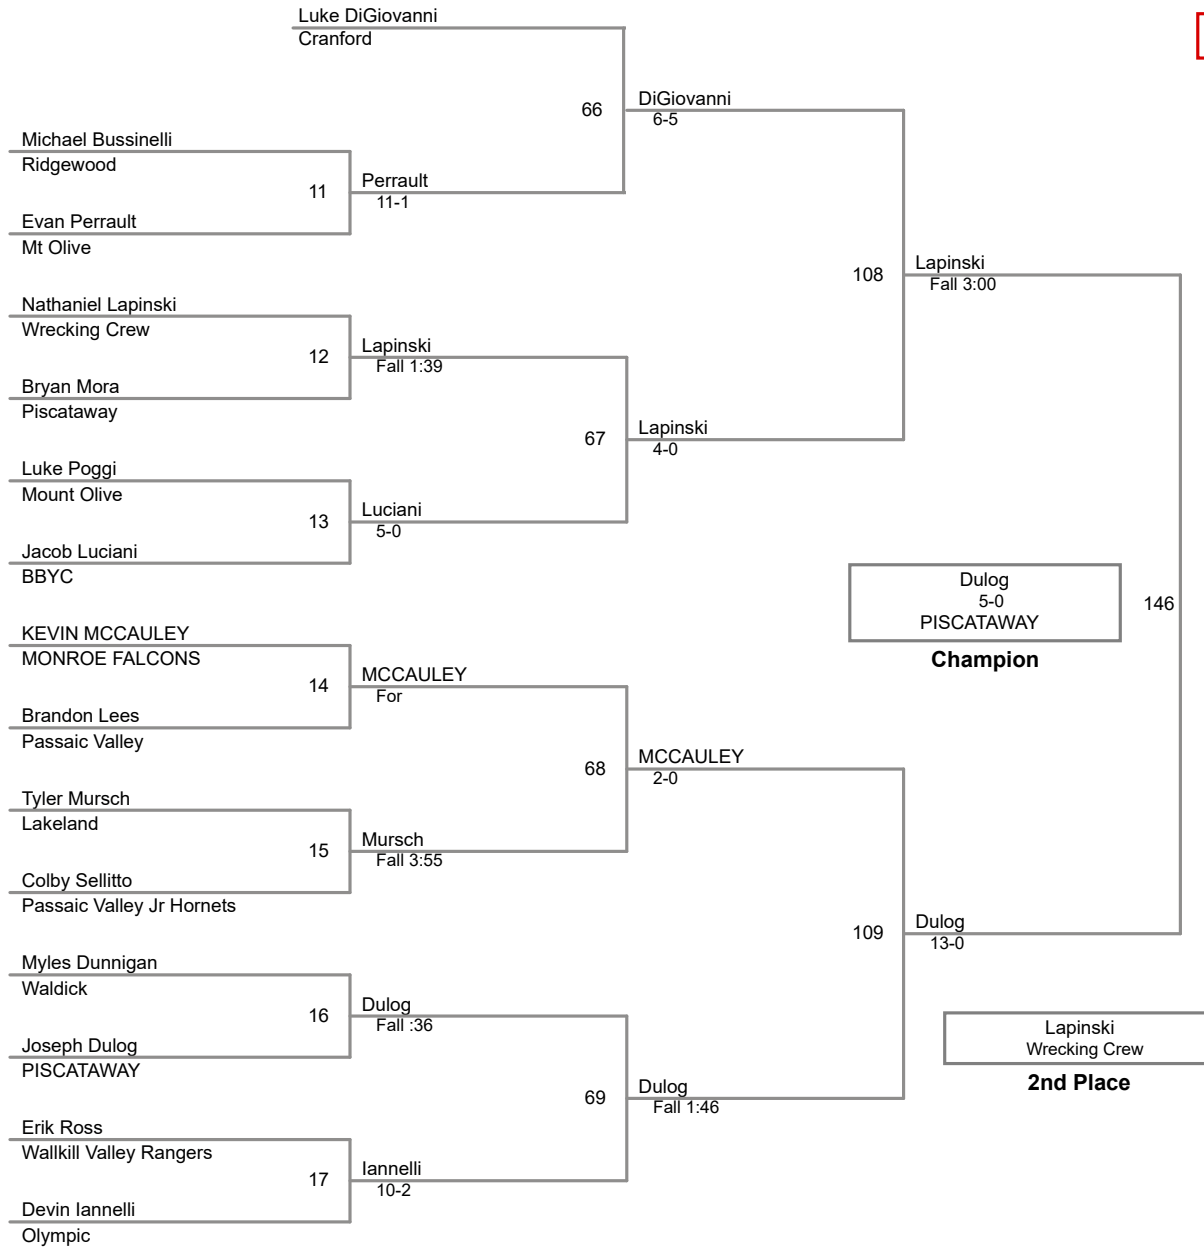 Luke DiGiovanni
Cranford
66
DiGiovanni
6-5
Michael Bussinelli
Ridgewood
11
Perrault
11-1
Evan Perrault
Mt Olive
108
Lapinski
Fall 3:00
Nathaniel Lapinski
Wrecking Crew
12
Lapinski
Fall 1:39
Bryan Mora
Piscataway
67
Lapinski
4-0
Luke Poggi
Mount Olive
13
Luciani
5-0
Jacob Luciani
BBYC
Dulog
5-0
PISCATAWAY
146
Champion
KEVIN MCCAULEY
MONROE FALCONS
14
MCCAULEY
For
Brandon Lees
Passaic Valley
68
MCCAULEY
2-0
Tyler Mursch
Lakeland
15
Mursch
Fall 3:55
Colby Sellitto
Passaic Valley Jr Hornets
109
Dulog
13-0
Myles Dunnigan
Waldick
16
Dulog
Fall :36
Joseph Dulog
PISCATAWAY
Lapinski
Wrecking Crew
2nd Place
69
Dulog
Fall 1:46
Erik Ross
Wallkill Valley Rangers
17
Iannelli
10-2
Devin Iannelli
Olympic